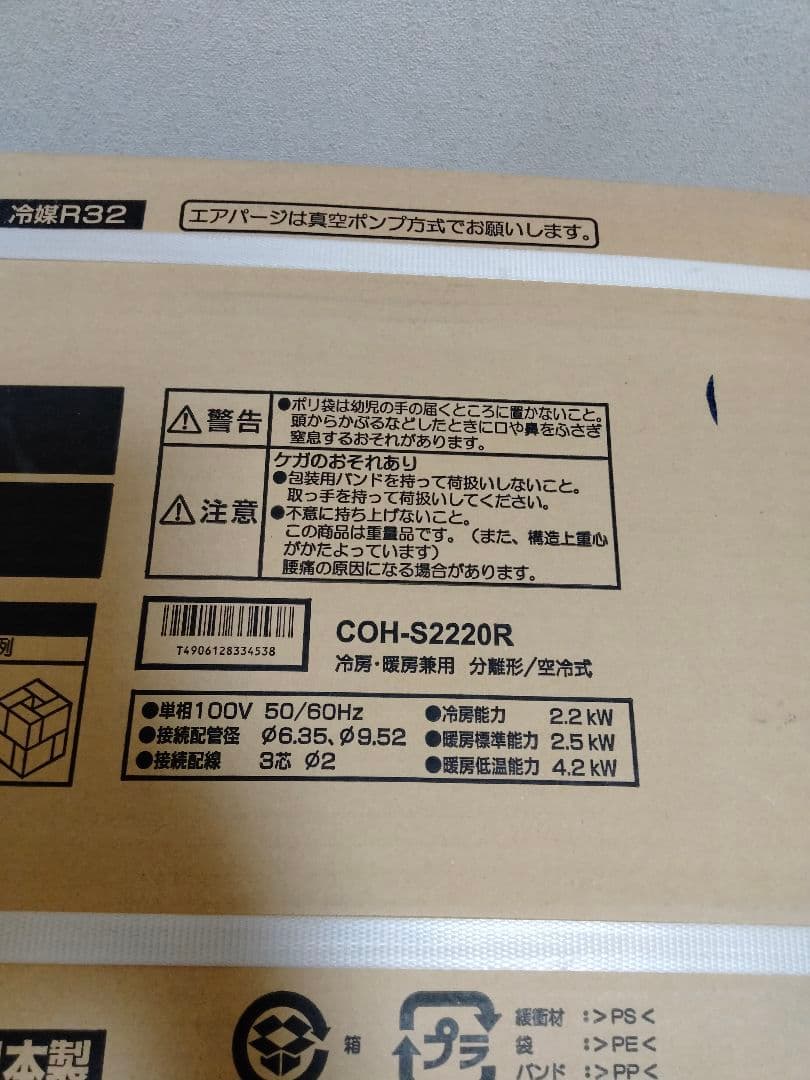 冷媒R32
エアパージは真空ポンプ方式でお願いします。
警告
●ポリ袋は幼児の手の届くところに置かないこと。
頭からかぶるなどしたときに口や鼻をふさぎ
窒息するおそれがあります。
注意
ケガのおそれあり
●包装用バンドを持って荷扱いしないこと。
取っ手を持って荷扱いしてください。
●不意に持ち上げないこと。
この商品は重量品です。（また、構造上重心
がかたよっています）
腰痛の原因になる場合があります。
T4906128334538
COH-S2220R
冷房・暖房兼用 分離形/空冷式
例
●単相100V 50/60Hz
●接続配管径 φ6.35、φ9.52
●接続配線 3芯 φ2
●冷房能力 2.2 kW
●暖房標準能力 2.5 kW
●暖房低温能力 4.2 kW
本製
箱
プラ
緩衝材 :>PS<
袋 :>PE<
バンド :>PP<